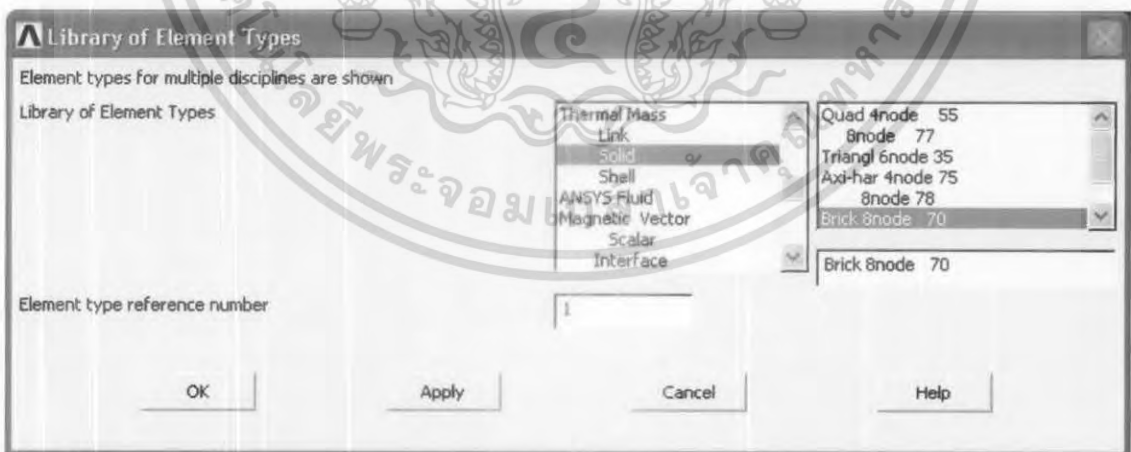 Library of Element Types
Element types for multiple disciplines are shown
Library of Element Types
Thermal Mass
Link
Solid
Shell
ANSYS Fluid
Magnetic Vector
Scalar
Interface
Quad 4node 55
8node 77
Triangl 6node 35
Axi-har 4node 75
8node 78
Brick 8node 70
Brick 8node 70
Element type reference number
1
OK
Apply
Cancel
Help